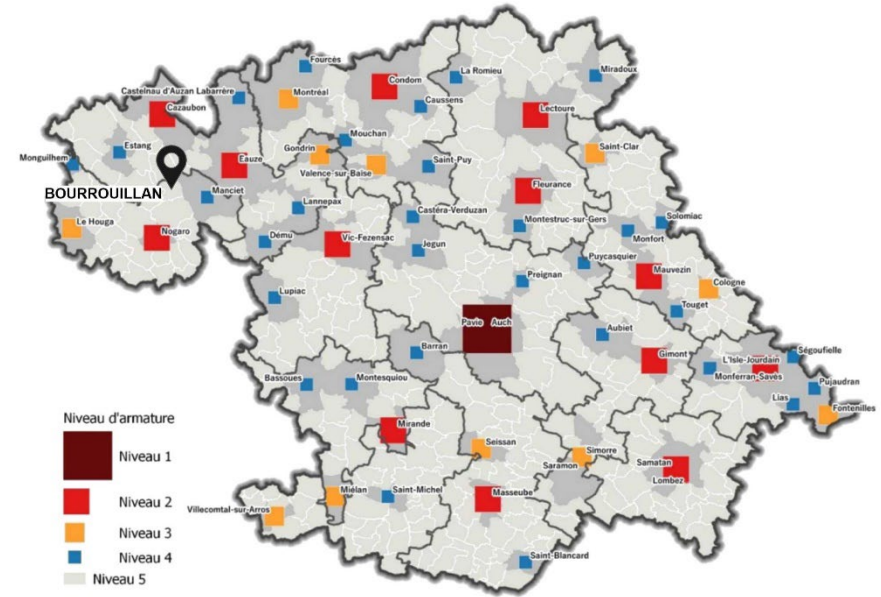 Fourcès
Condom
La Romieu
Miradoux
Castelnau d'Auzan Labarrère
Montréal
Cazaubon
Caussens
Lectoure
Mouchan
Estang
Gondrin
Saint-Clar
Monguilhem
Eauze
Valence-sur-Baïse
Saint-Puy
BOURROUILLAN
Manciet
Fleurance
Lannepax
Castéra-Verduzan
Solomiac
Le Houga
Montestruc-sur-Gers
Nogaro
Dému
Vic-Fezensac
Jegun
Monfort
Puycasquier
Mauvezin
Preignan
Cologne
Lupiac
Touget
Pavie Auch
Aubiet
Barran
Gimont
Ségoufielle
L'Isle-Jourdain
Monferran-Savès
Bassoues
Montesquiou
Pujaudran
Lias
Fontenilles
Niveau d'armature
Mirande
Niveau 1
Seissan
Simorre
Saramon
Samatan
Lombez
Niveau 2
Miélan
Saint-Michel
Masseube
Villecomtal-sur-Arros
Niveau 3
Niveau 4
Saint-Blancard
Niveau 5